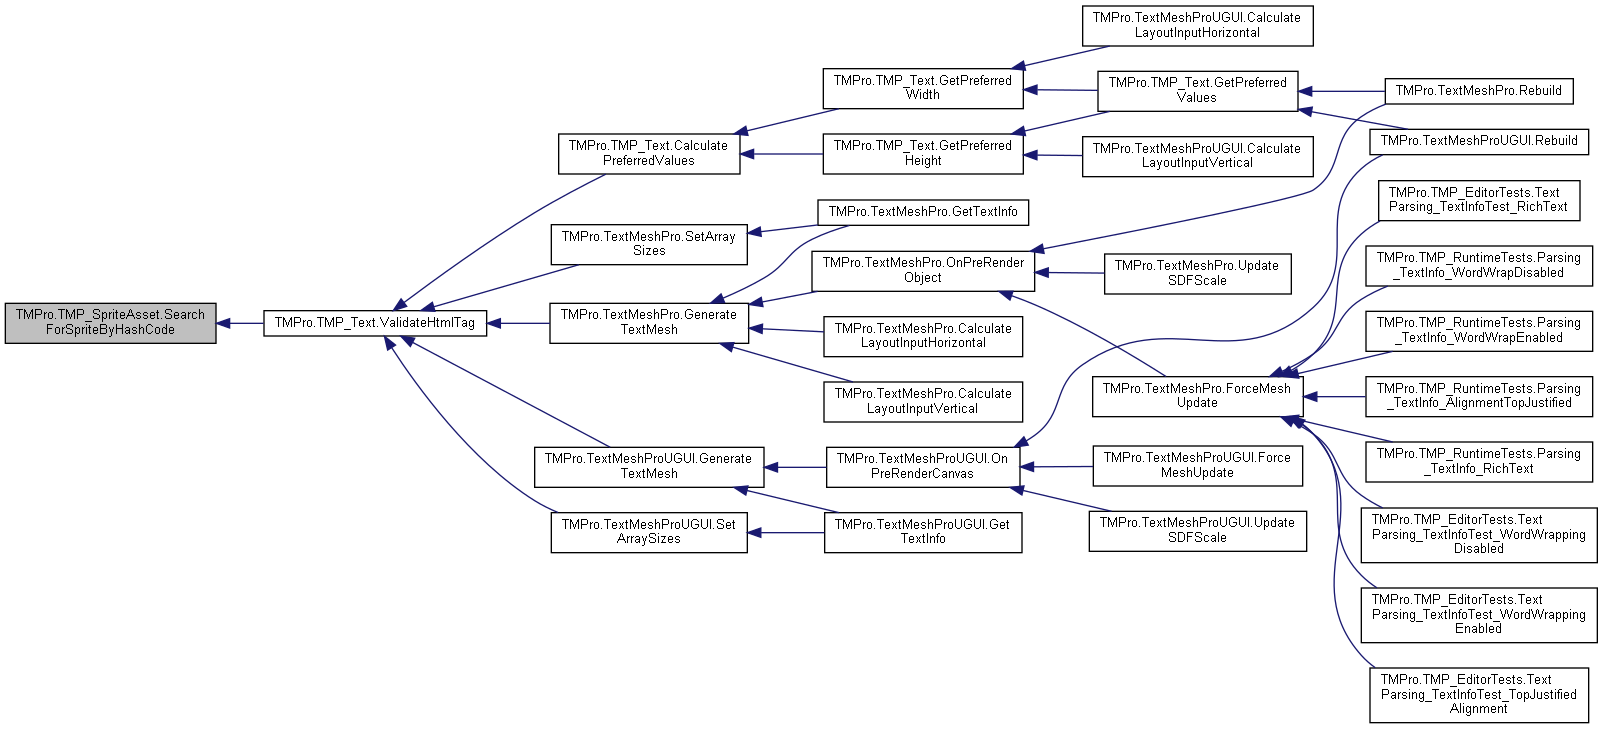 TMPro.TMP_SpriteAsset.Search
ForSpriteByHashCode
TMPro.TMP_Text.ValidateHtmlTag
TMPro.TMP_Text.Calculate
PreferredValues
TMPro.TextMeshPro.SetArray
Sizes
TMPro.TextMeshPro.Generate
TextMesh
TMPro.TextMeshProUGUI.Generate
TextMesh
TMPro.TextMeshProUGUI.Set
ArraySizes
TMPro.TMP_Text.GetPreferred
Width
TMPro.TMP_Text.GetPreferred
Height
TMPro.TextMeshPro.GetTextInfo
TMPro.TextMeshPro.OnPreRender
Object
TMPro.TextMeshPro.Calculate
LayoutInputHorizontal
TMPro.TextMeshPro.Calculate
LayoutInputVertical
TMPro.TextMeshProUGUI.On
PreRenderCanvas
TMPro.TextMeshProUGUI.Get
TextInfo
TMPro.TextMeshProUGUI.Calculate
LayoutInputHorizontal
TMPro.TMP_Text.GetPreferred
Values
TMPro.TextMeshProUGUI.Calculate
LayoutInputVertical
TMPro.TextMeshPro.Update
SDFScale
TMPro.TextMeshPro.ForceMesh
Update
TMPro.TextMeshProUGUI.Force
MeshUpdate
TMPro.TextMeshProUGUI.Update
SDFScale
TMPro.TextMeshPro.Rebuild
TMPro.TextMeshProUGUI.Rebuild
TMPro.TMP_EditorTests.Text
Parsing_TextInfoTest_RichText
TMPro.TMP_RuntimeTests.Parsing
_TextInfo_WordWrapDisabled
TMPro.TMP_RuntimeTests.Parsing
_TextInfo_WordWrapEnabled
TMPro.TMP_RuntimeTests.Parsing
_TextInfo_AlignmentTopJustified
TMPro.TMP_RuntimeTests.Parsing
_TextInfo_RichText
TMPro.TMP_EditorTests.Text
Parsing_TextInfoTest_WordWrapping
Disabled
TMPro.TMP_EditorTests.Text
Parsing_TextInfoTest_WordWrapping
Enabled
TMPro.TMP_EditorTests.Text
Parsing_TextInfoTest_TopJustified
Alignment